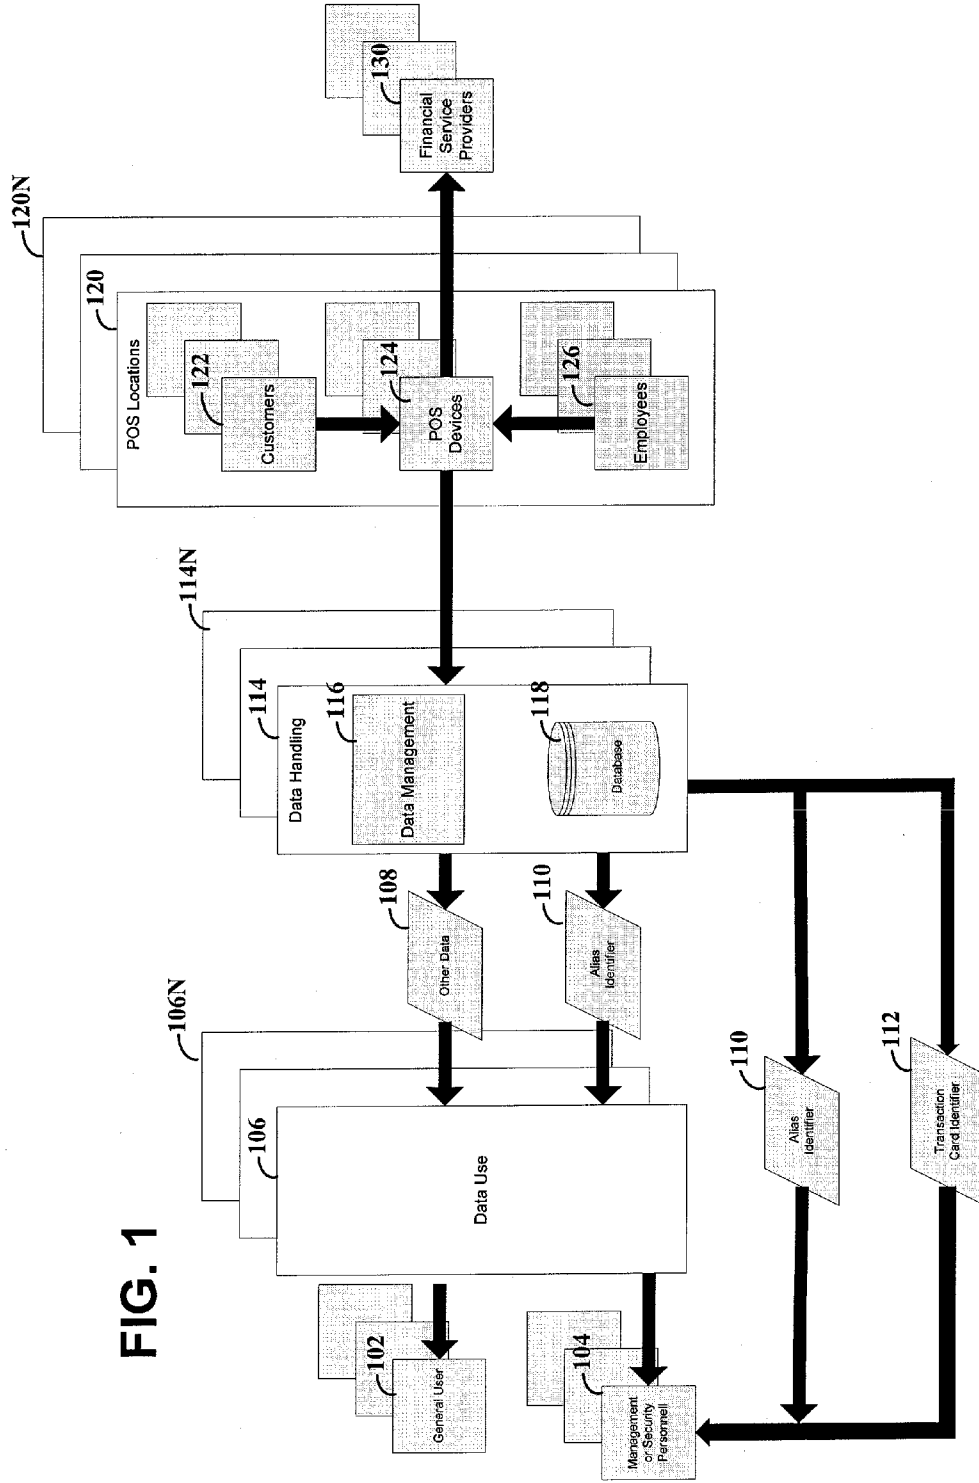 FIG. 1
102
General User
104
Management
or Security
Personnell
106N
106
Data Use
108
Other Data
110
Alias
Identifier
110
Alias
Identifier
112
Transaction
Card Identifier
114N
114
Data Handling
116
Data Management
118
Database
120N
120
POS Locations
122
Customers
124
POS
Devices
126
Employees
130
Financial
Service
Providers